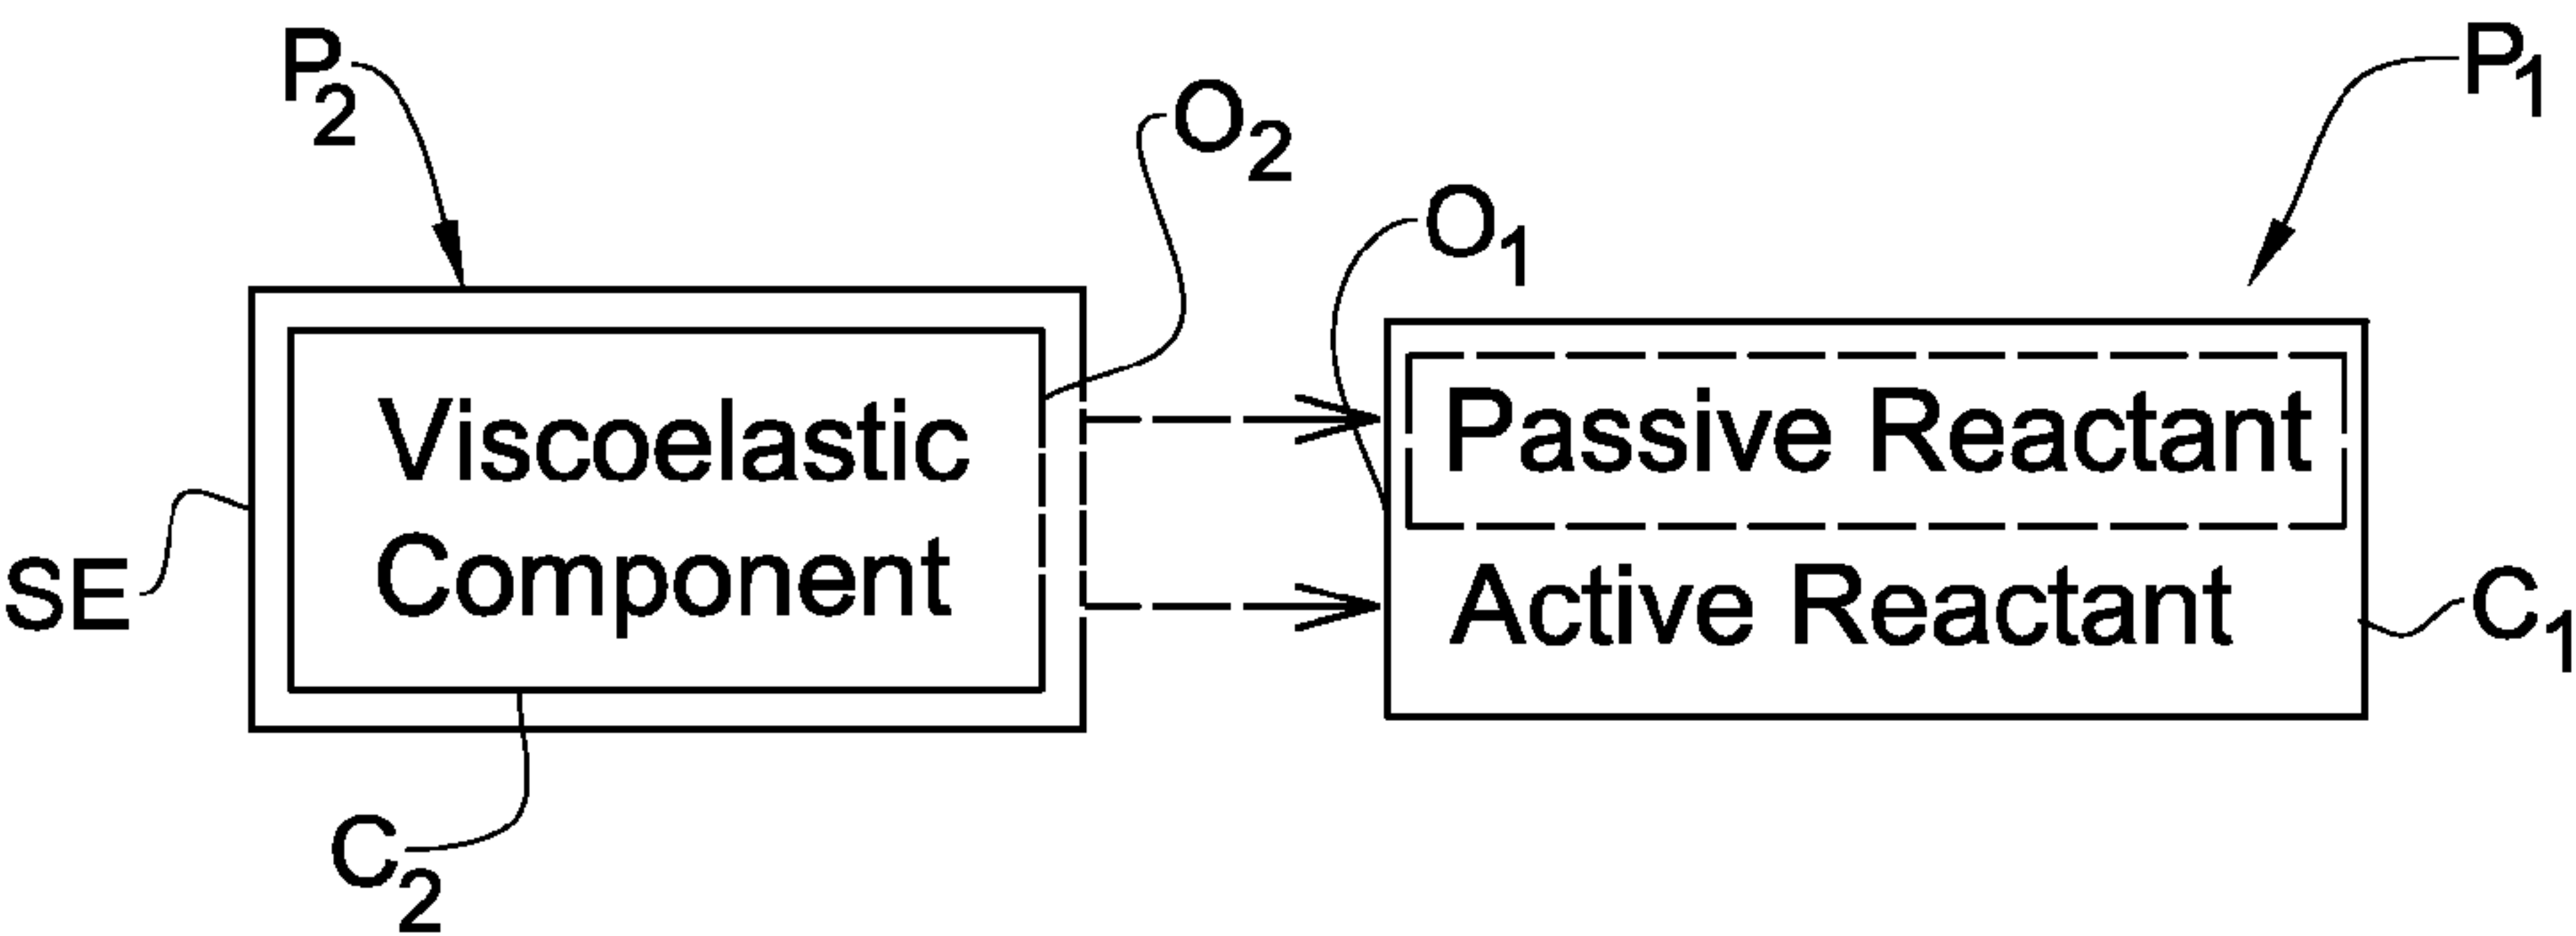 P2
O2
P1
O1
Viscoelastic
Component
Passive Reactant
Active Reactant
SE
C1
C2